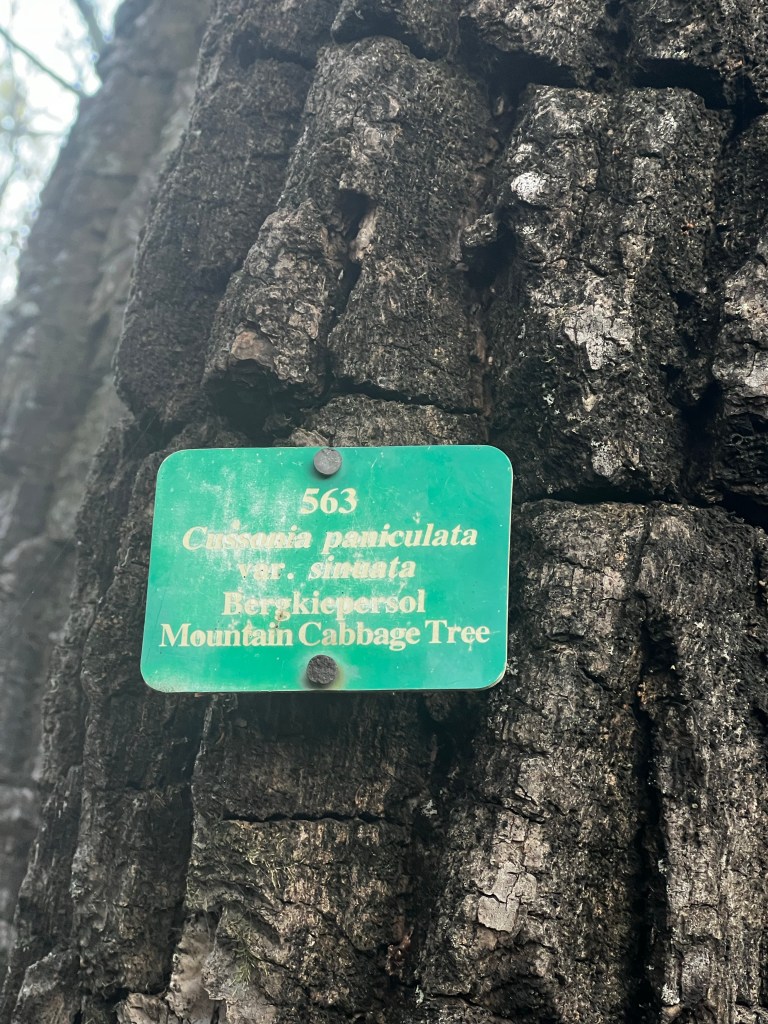 563
Cussonia paniculata
var. sinuata
Bergkiepersol
Mountain Cabbage Tree